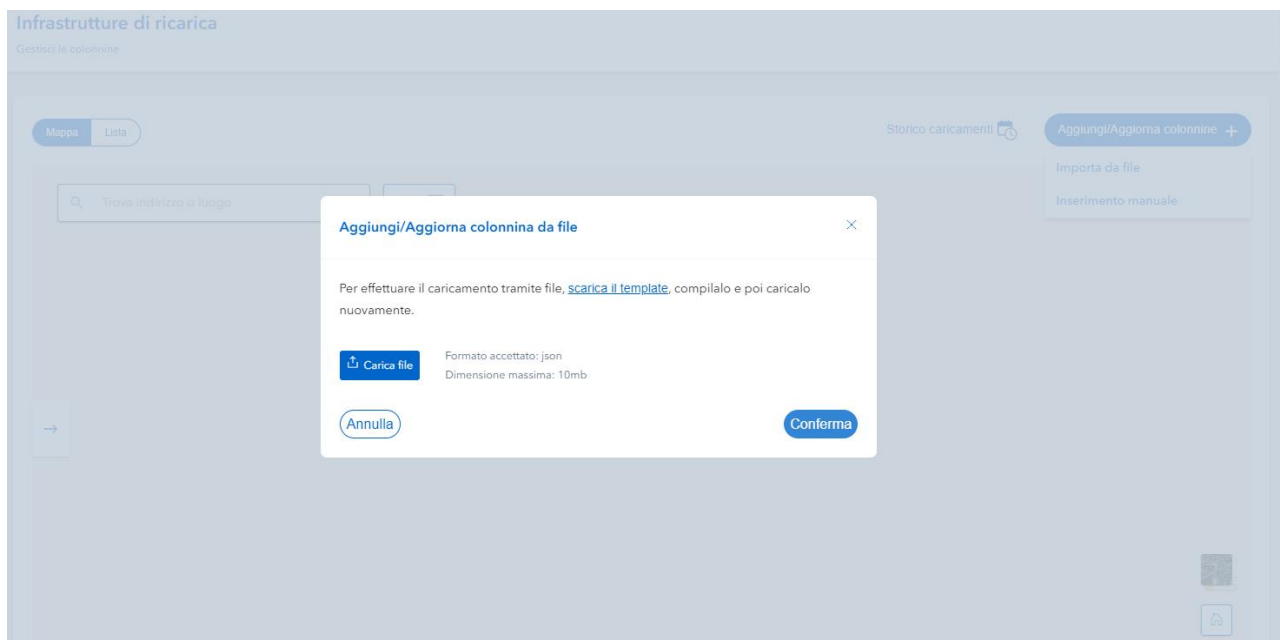 Infrastrutture di ricarica
Gestisci le colonnine
Mappa Lista
Storico caricamenti
Aggiungi/Aggiorna colonnine +
Importa da file
Inserimento manuale
Trova indirizzo o luogo
Aggiungi/Aggiorna colonnina da file
Per effettuare il caricamento tramite file, scarica il template, compilalo e poi caricalo
nuovamente.
Carica file
Formato accettato: json
Dimensione massima: 10mb
Annulla
Conferma